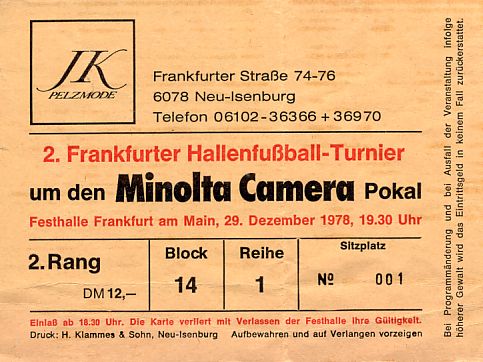 JK
PELZMODE
Frankfurter Straße 74-76
6078 Neu-Isenburg
Telefon 06102-36366 + 36970
2. Frankfurter Hallenfußball-Turnier
um den Minolta Camera Pokal
Festhalle Frankfurt am Main, 29. Dezember 1978, 19.30 Uhr
2. Rang
DM 12,—
Block
14
Reihe
1
Sitzplatz
Nº 001
Einlaß ab 18.30 Uhr. Die Karte verliert mit Verlassen der Festhalle ihre Gültigkeit.
Druck: H. Klammes & Sohn, Neu-Isenburg Aufbewahren und auf Verlangen vorzeigen
Bei Programmänderung und bei Ausfall der Veranstaltung infolge
höherer Gewalt wird das Eintrittsgeld in keinem Fall zurückerstattet.